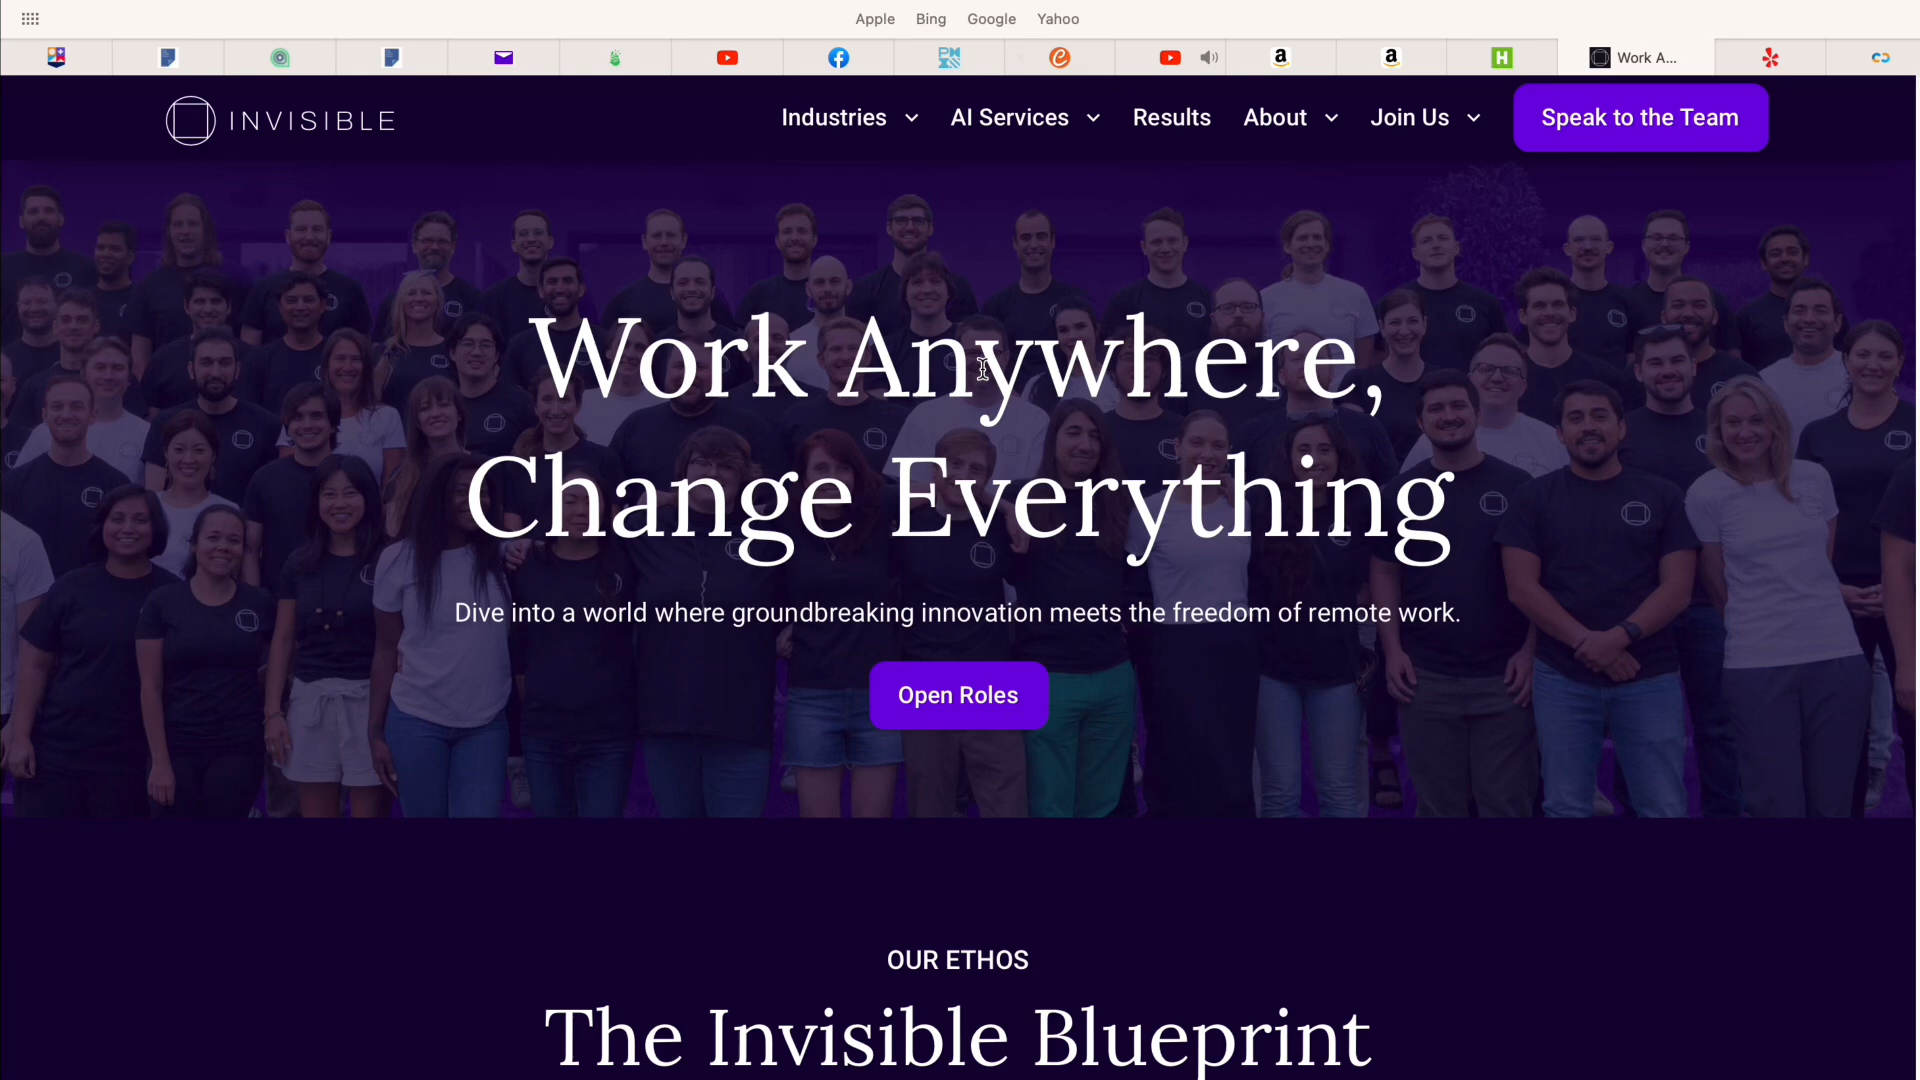 Apple Bing Google Yahoo
Work A...
INVISIBLE
Industries AI Services Results About Join Us Speak to the Team
Work Anywhere,
Change Everything
Dive into a world where groundbreaking innovation meets the freedom of remote work.
Open Roles
OUR ETHOS
The Invisible Blueprint